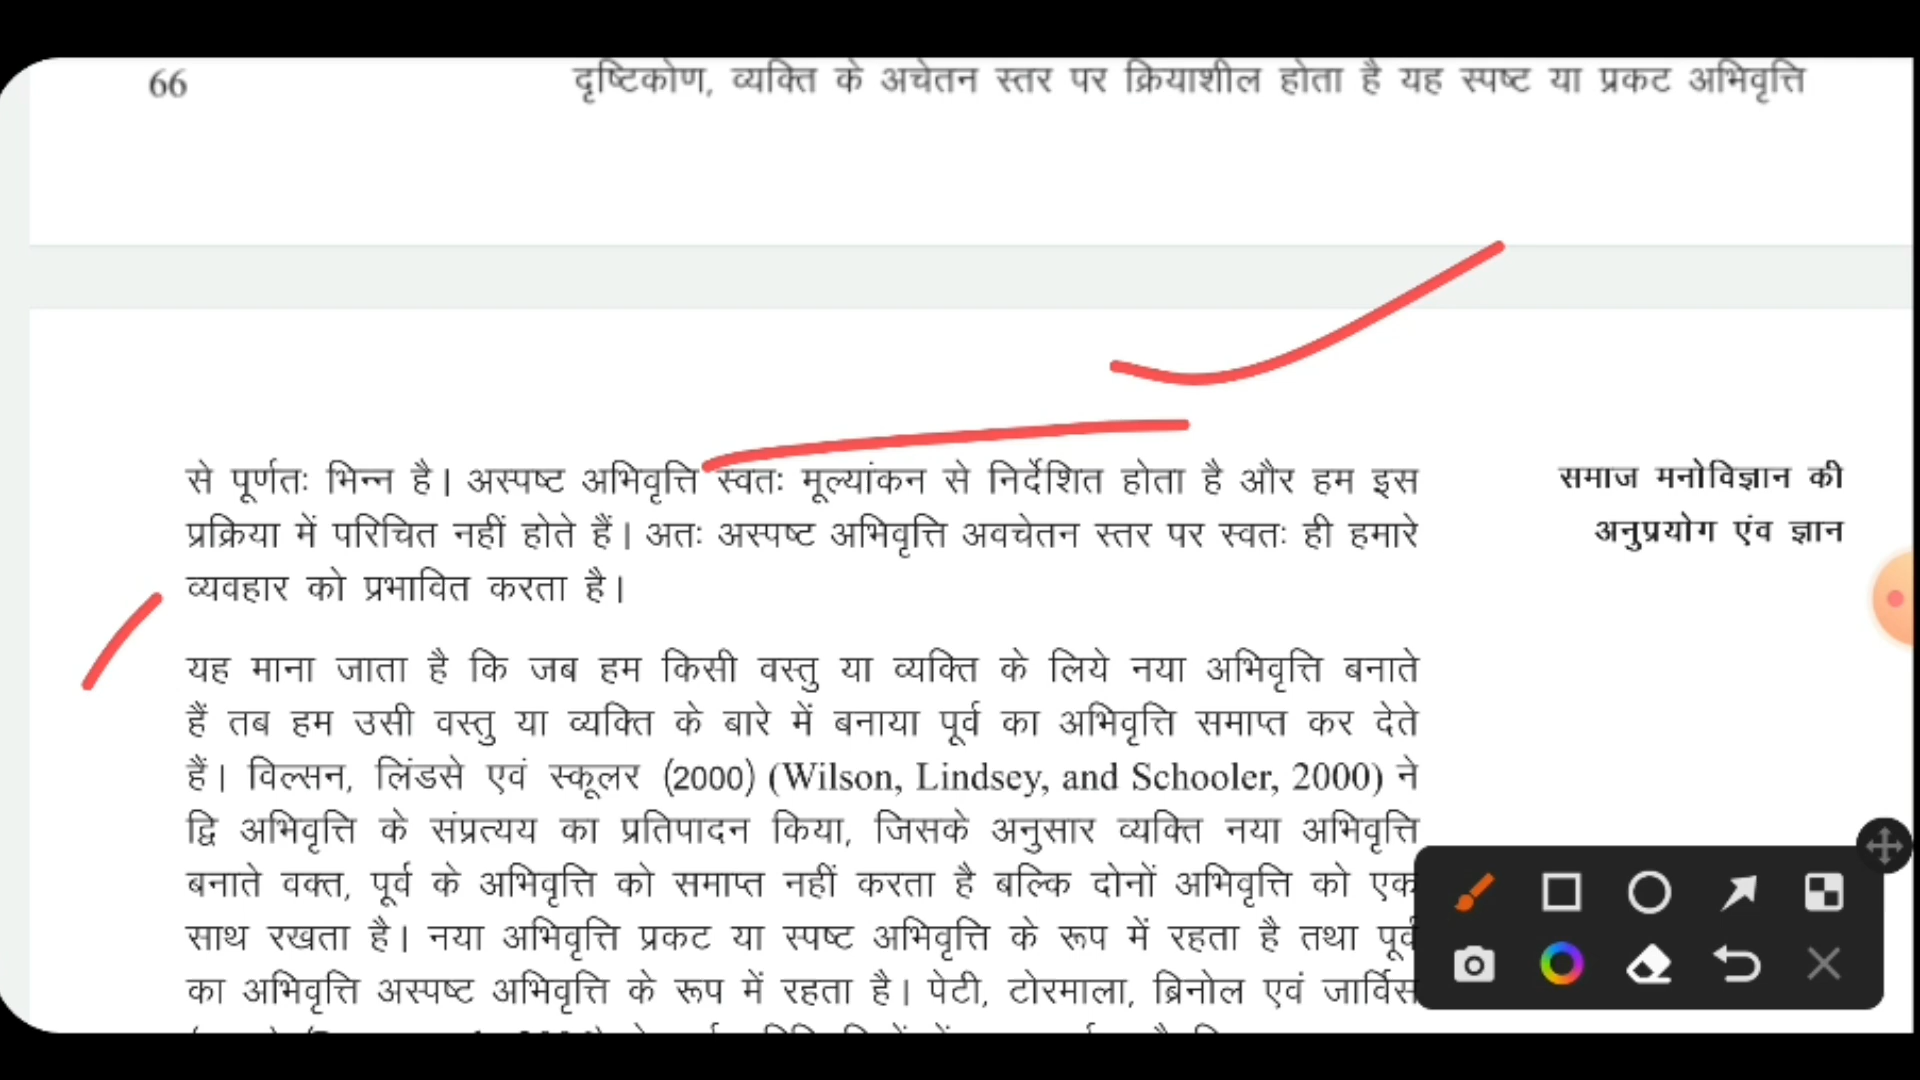 66
दृष्टिकोण, व्यक्ति के अचेतन स्तर पर क्रियाशील होता है यह स्पष्ट या प्रकट अभिवृत्ति
से पूर्णतः भिन्न है। अस्पष्ट अभिवृत्ति स्वतः मूल्यांकन से निर्देशित होता है और हम इस
प्रक्रिया में परिचित नहीं होते हैं। अतः अस्पष्ट अभिवृत्ति अवचेतन स्तर पर स्वतः ही हमारे
व्यवहार को प्रभावित करता है।
समाज मनोविज्ञान की
अनुप्रयोग एंव ज्ञान
यह माना जाता है कि जब हम किसी वस्तु या व्यक्ति के लिये नया अभिवृत्ति बनाते
हैं तब हम उसी वस्तु या व्यक्ति के बारे में बनाया पूर्व का अभिवृत्ति समाप्त कर देते
हैं। विल्सन, लिंडसे एवं स्कूलर (2000) (Wilson, Lindsey, and Schooler, 2000) ने
द्वि अभिवृत्ति के संप्रत्यय का प्रतिपादन किया, जिसके अनुसार व्यक्ति नया अभिवृत्ति
बनाते वक्त, पूर्व के अभिवृत्ति को समाप्त नहीं करता है बल्कि दोनों अभिवृत्ति को एक
साथ रखता है। नया अभिवृत्ति प्रकट या स्पष्ट अभिवृत्ति के रूप में रहता है तथा पूर्व
का अभिवृत्ति अस्पष्ट अभिवृत्ति के रूप में रहता है। पेटी, टोरमाला, ब्रिनोल एवं जार्विस